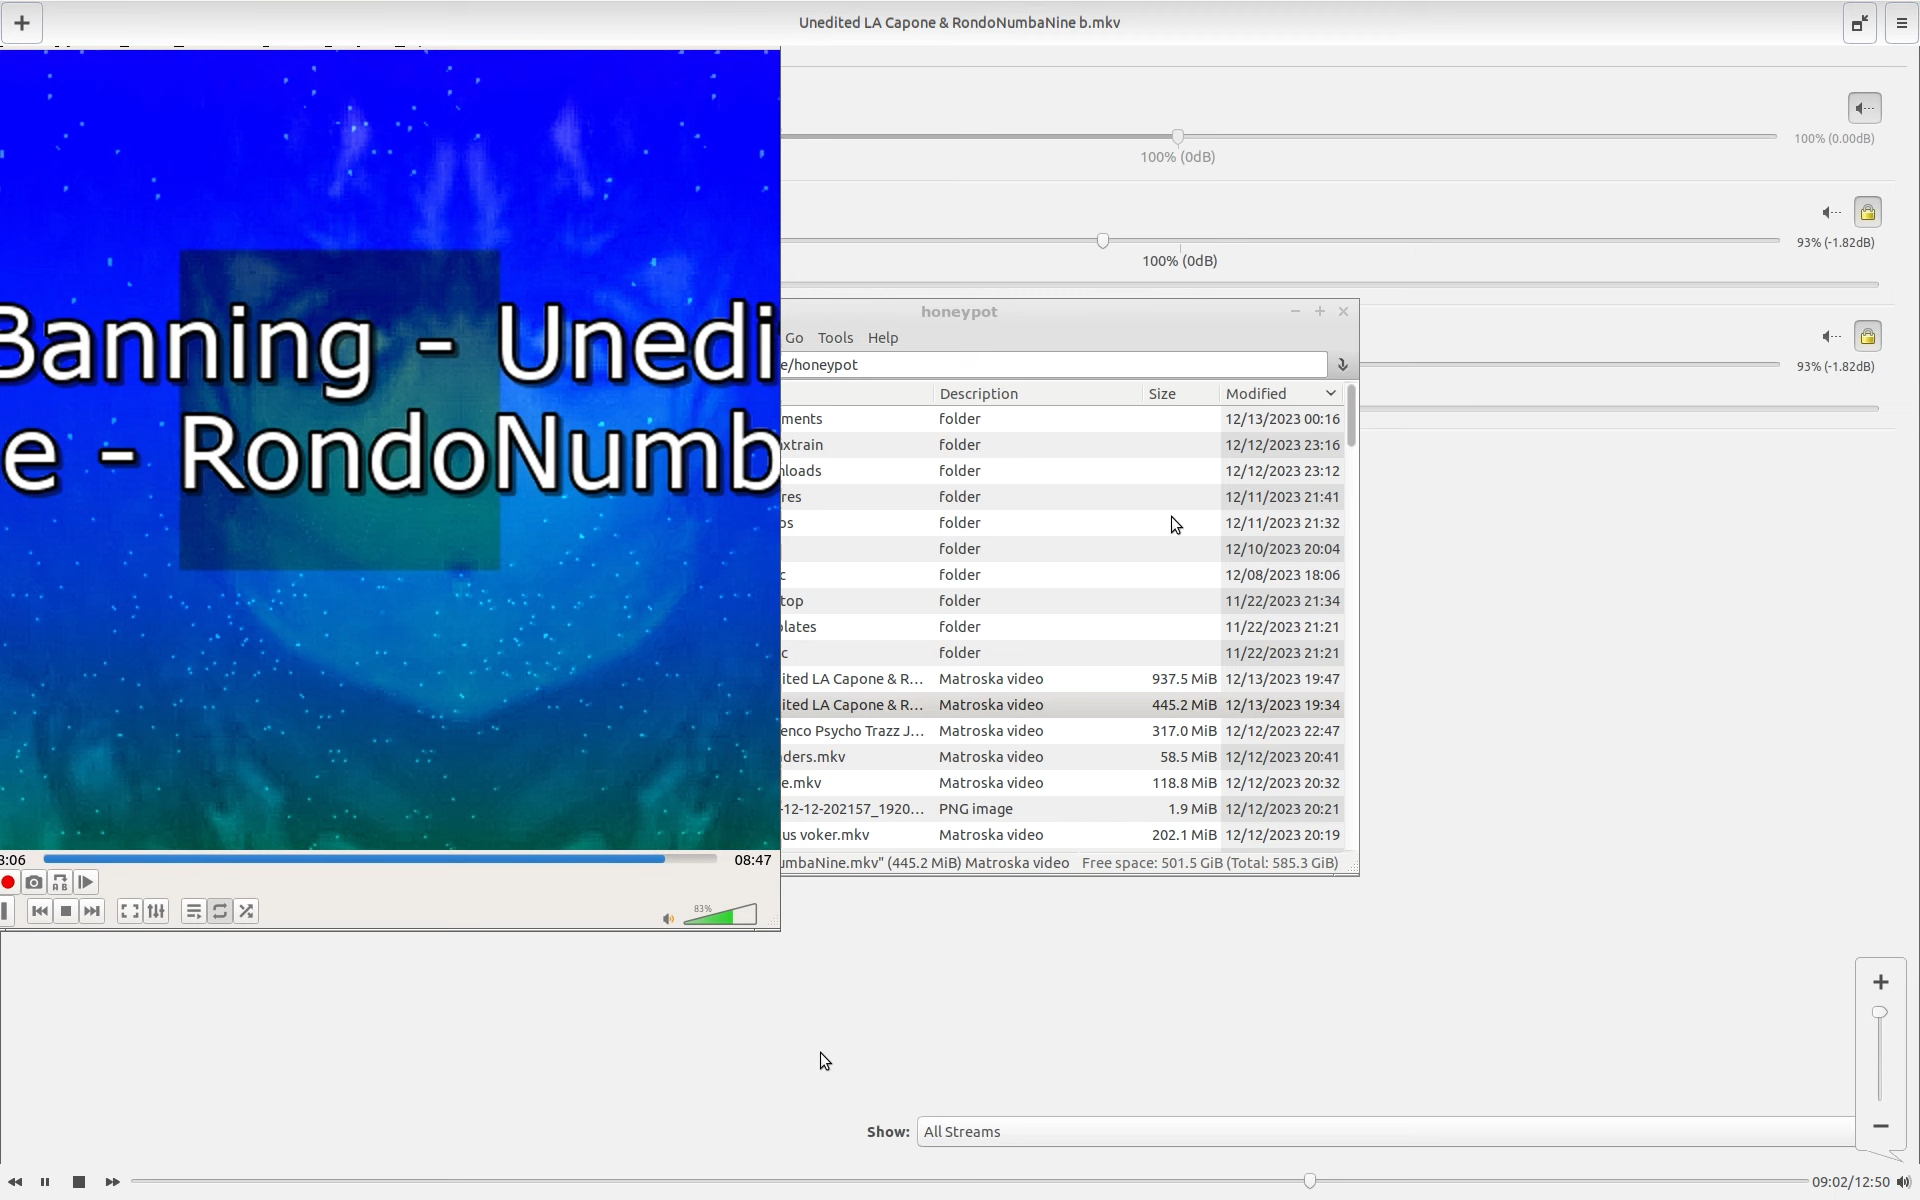 Unedited LA Capone & RondoNumbaNine b.mkv
100% (0.00dB)
100% (0dB)
93% (-1.82dB)
100% (0dB)
93% (-1.82dB)
Banning - Unedi
e - RondoNumb
3:06
08:47
83%
honeypot
Go Tools Help
e/honeypot
Description Size Modified
ments folder 12/13/2023 00:16
xtrain folder 12/12/2023 23:16
loads folder 12/12/2023 23:12
res folder 12/11/2023 21:41
os folder 12/11/2023 21:32
folder 12/10/2023 20:04
c folder 12/08/2023 18:06
top folder 11/22/2023 21:34
plates folder 11/22/2023 21:21
c folder 11/22/2023 21:21
ited LA Capone & R... Matroska video 937.5 MiB 12/13/2023 19:47
ited LA Capone & R... Matroska video 445.2 MiB 12/13/2023 19:34
enco Psycho Trazz J... Matroska video 317.0 MiB 12/12/2023 22:47
ders.mkv Matroska video 58.5 MiB 12/12/2023 20:41
e.mkv Matroska video 118.8 MiB 12/12/2023 20:32
-12-12-202157_1920... PNG image 1.9 MiB 12/12/2023 20:21
us voker.mkv Matroska video 202.1 MiB 12/12/2023 20:19
umbaNine.mkv" (445.2 MiB) Matroska video Free space: 501.5 GiB (Total: 585.3 GiB)
Show: All Streams
09:02/12:50